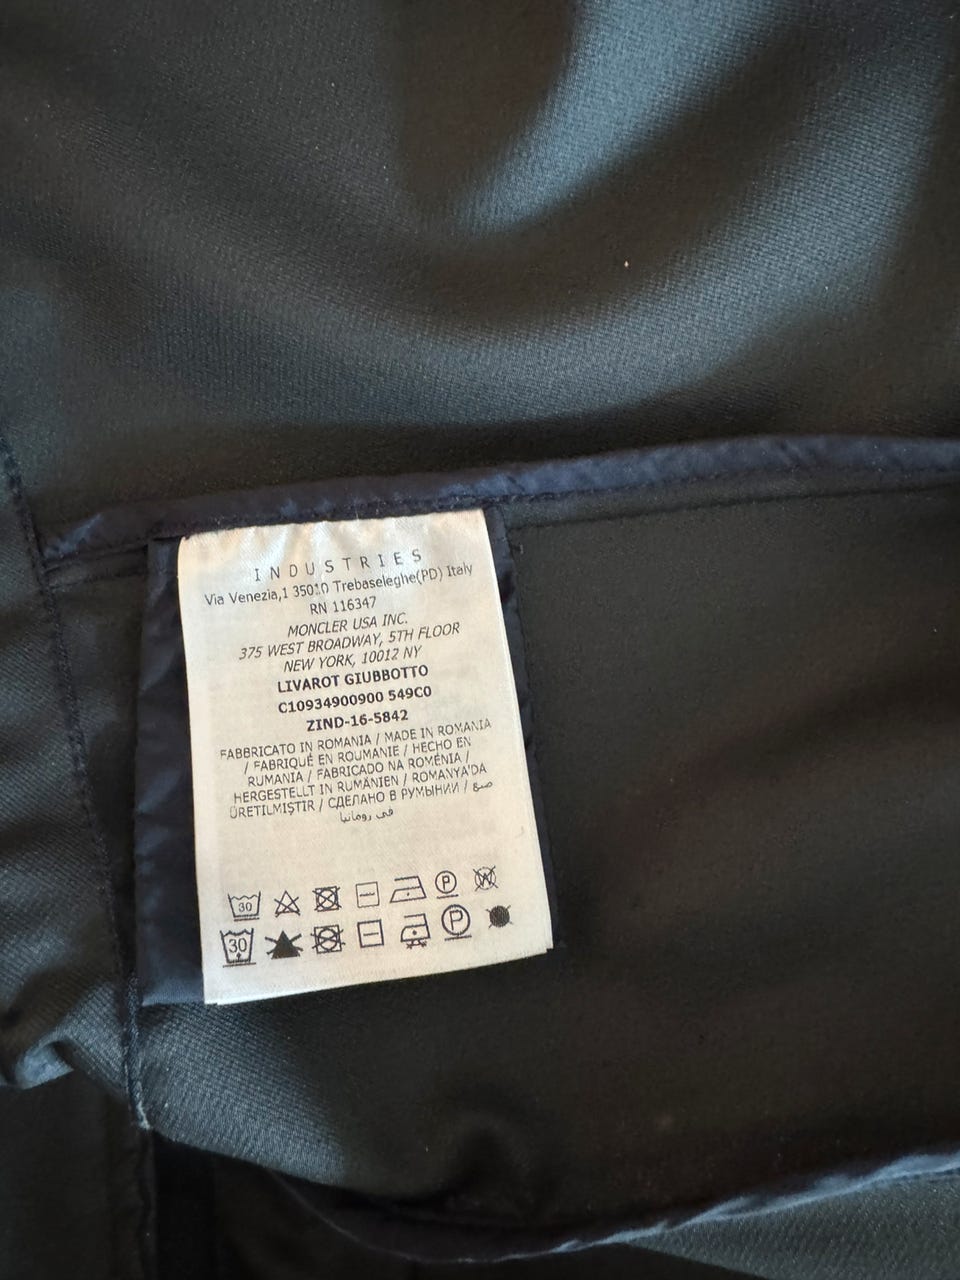 INDUSTRIES
Via Venezia,1 35010 Trebaseleghe(PD) Italy
RN 116347
MONCLER USA INC.
375 WEST BROADWAY, 5TH FLOOR
NEW YORK, 10012 NY
LIVAROT GIUBBOTTO
C10934900900 549C0
ZIND-16-5842
FABBRICATO IN ROMANIA / MADE IN ROMANIA
/ FABRIQUÉ EN ROUMANIE / HECHO EN
RUMANIA / FABRICADO NA ROMÉNIA /
HERGESTELLT IN RUMÄNIEN / ROMANYA'DA
ÜRETILMIŞTIR / СДЕЛАНО В РУМЫНИИ / صنع
في رومانيا
30 P W
30 P